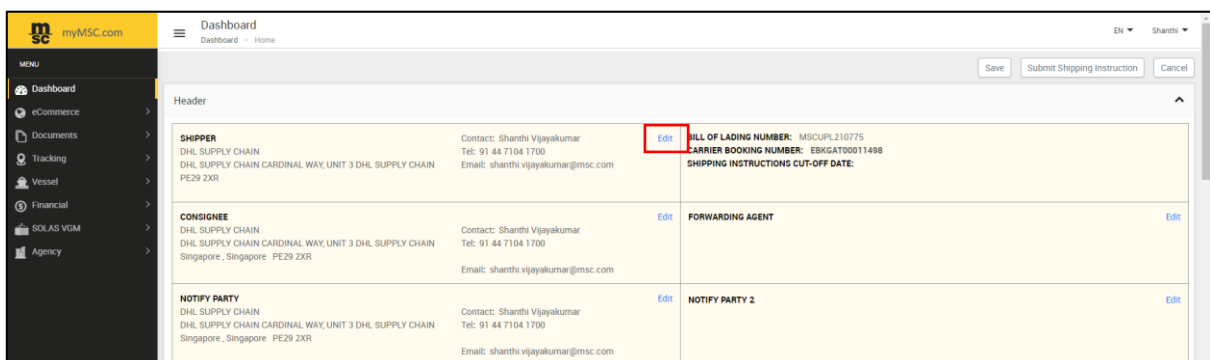 msc myMSC.com
Dashboard
Dashboard > Home
EN
Shanthi
MENU
Dashboard
eCommerce
Documents
Tracking
Vessel
Financial
SOLAS VGM
Agency
Save
Submit Shipping Instruction
Cancel
Header
SHIPPER
DHL SUPPLY CHAIN
DHL SUPPLY CHAIN CARDINAL WAY, UNIT 3 DHL SUPPLY CHAIN
PE29 2XR
Contact: Shanthi Vijayakumar
Tel: 91 44 7104 1700
Email: shanthi.vijayakumar@msc.com
Edit
BILL OF LADING NUMBER: MSCUPL210775
CARRIER BOOKING NUMBER: EBKGAT00011498
SHIPPING INSTRUCTIONS CUT-OFF DATE:
CONSIGNEE
DHL SUPPLY CHAIN
DHL SUPPLY CHAIN CARDINAL WAY, UNIT 3 DHL SUPPLY CHAIN
Singapore , Singapore PE29 2XR
Contact: Shanthi Vijayakumar
Tel: 91 44 7104 1700
Email: shanthi.vijayakumar@msc.com
Edit
FORWARDING AGENT
Edit
NOTIFY PARTY
DHL SUPPLY CHAIN
DHL SUPPLY CHAIN CARDINAL WAY, UNIT 3 DHL SUPPLY CHAIN
Singapore , Singapore PE29 2XR
Contact: Shanthi Vijayakumar
Tel: 91 44 7104 1700
Email: shanthi.vijayakumar@msc.com
Edit
NOTIFY PARTY 2
Edit